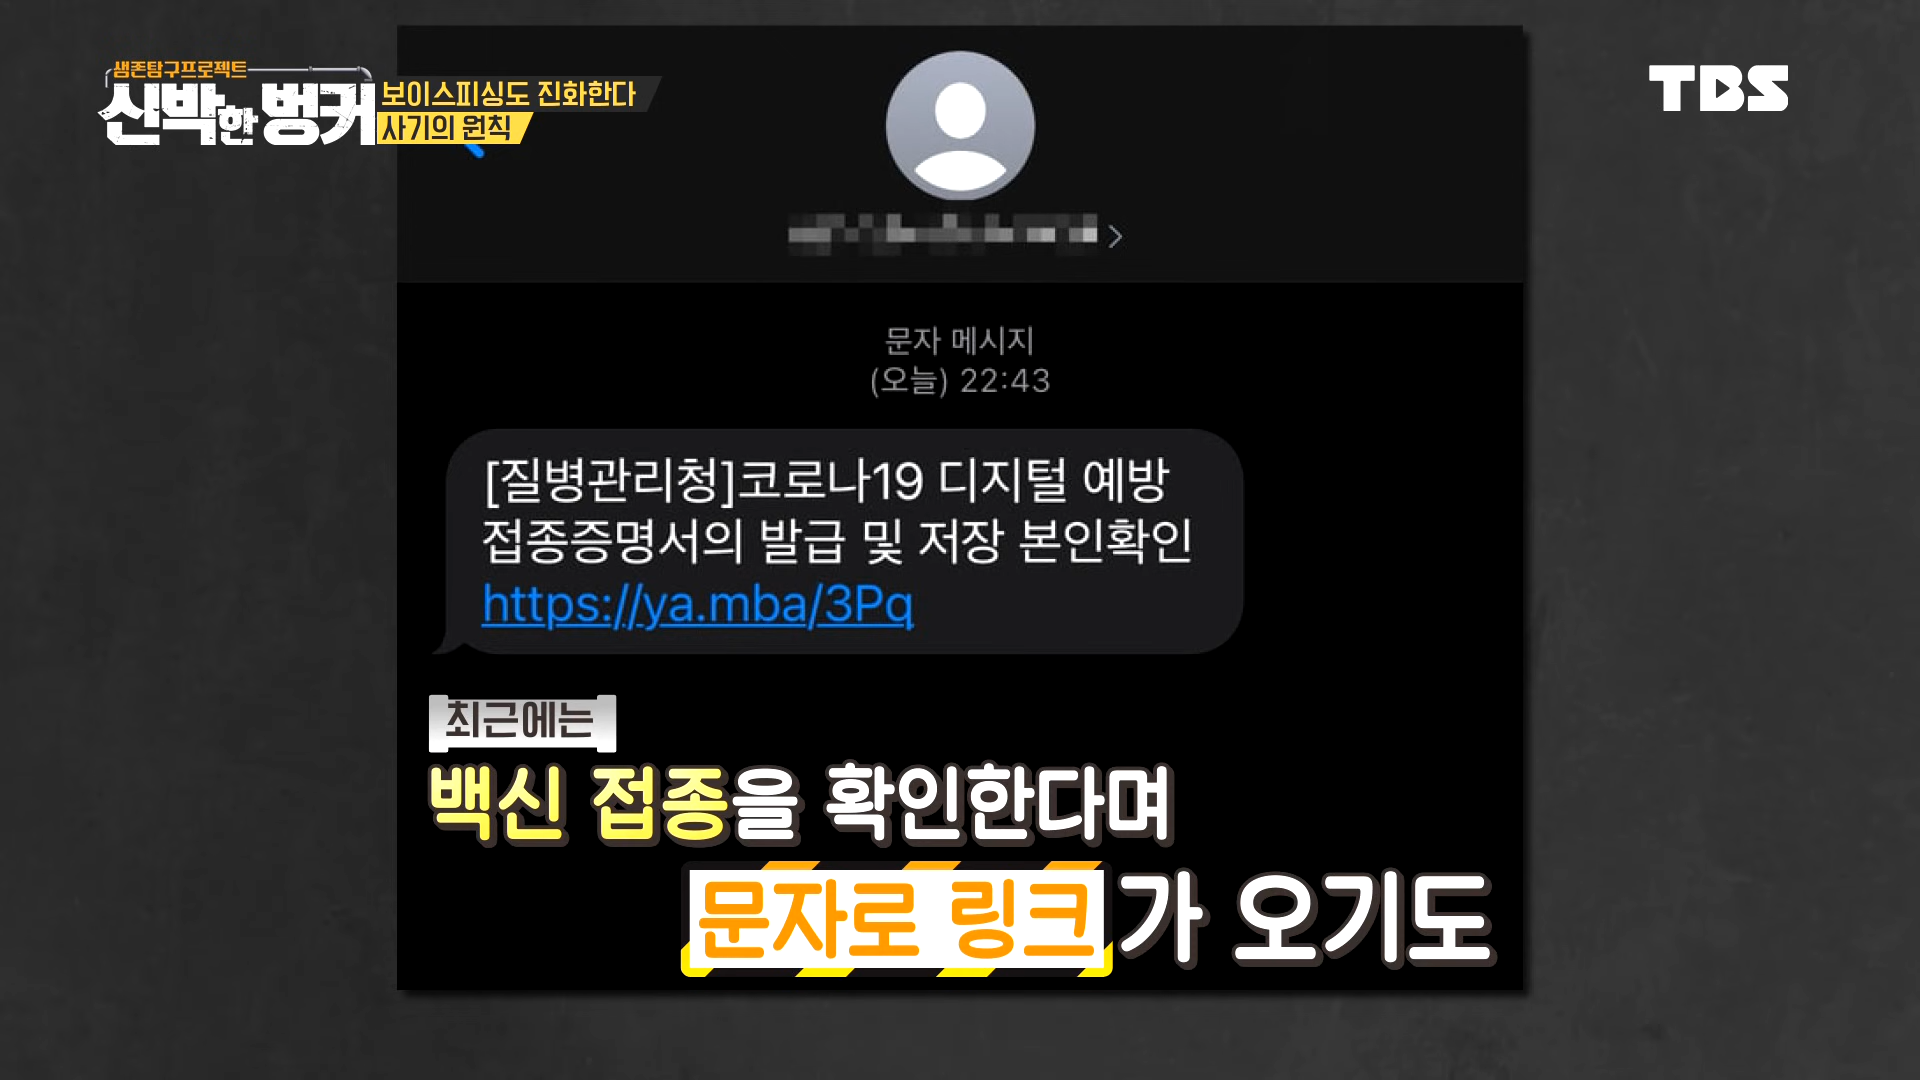 생존탐구프로젝트
신박한 벙커
보이스피싱도 진화한다
사기의 원칙
TBS
문자 메시지
(오늘) 22:43
[질병관리청]코로나19 디지털 예방
접종증명서의 발급 및 저장 본인확인
https://ya.mba/3Pq
최근에는
백신 접종을 확인한다며
문자로 링크가 오기도